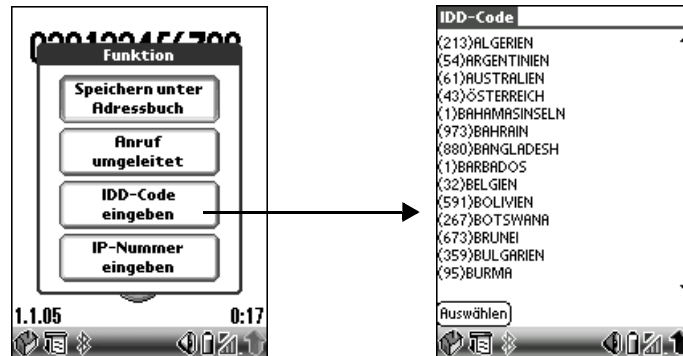 Funktion
Speichern unter
Adressbuch
Anruf
umgeleitet
IDD-Code
eingeben
IP-Nummer
eingeben
1.1.05
0:17
IDD-Code
(213)ALGERIEN
(54)ARGENTINIEN
(61)AUSTRALIEN
(43)ÖSTERREICH
(1)BAHAMASINSELN
(973)BAHRAIN
(880)BANGLADESH
(1)BARBADOS
(32)BELGIEN
(591)BOLIVIEN
(267)BOTSWANA
(673)BRUNEI
(359)BULGARIEN
(95)BURMA
Auswählen